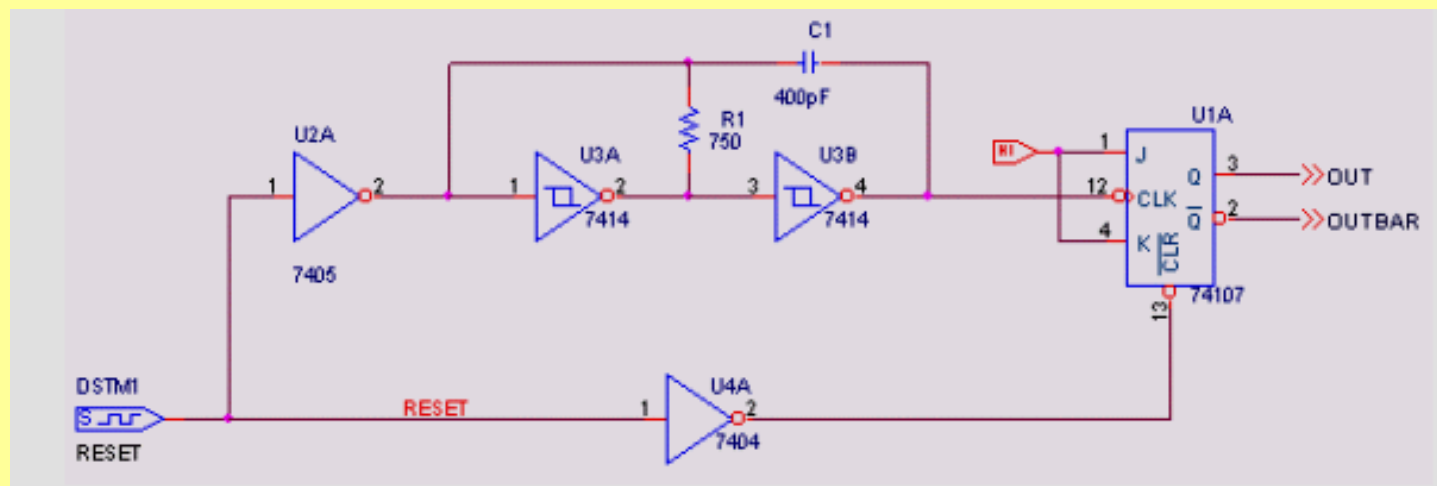 C1
400pF
R1
750
U2A
1
2
7405
U3A
1
2
7414
U3B
3
4
7414
HI
U1A
1
J
12
CLK
4
K
CLR
13
Q
3
OUT
Q
2
OUTBAR
74107
DSTM1
S
RESET
RESET
U4A
1
2
7404